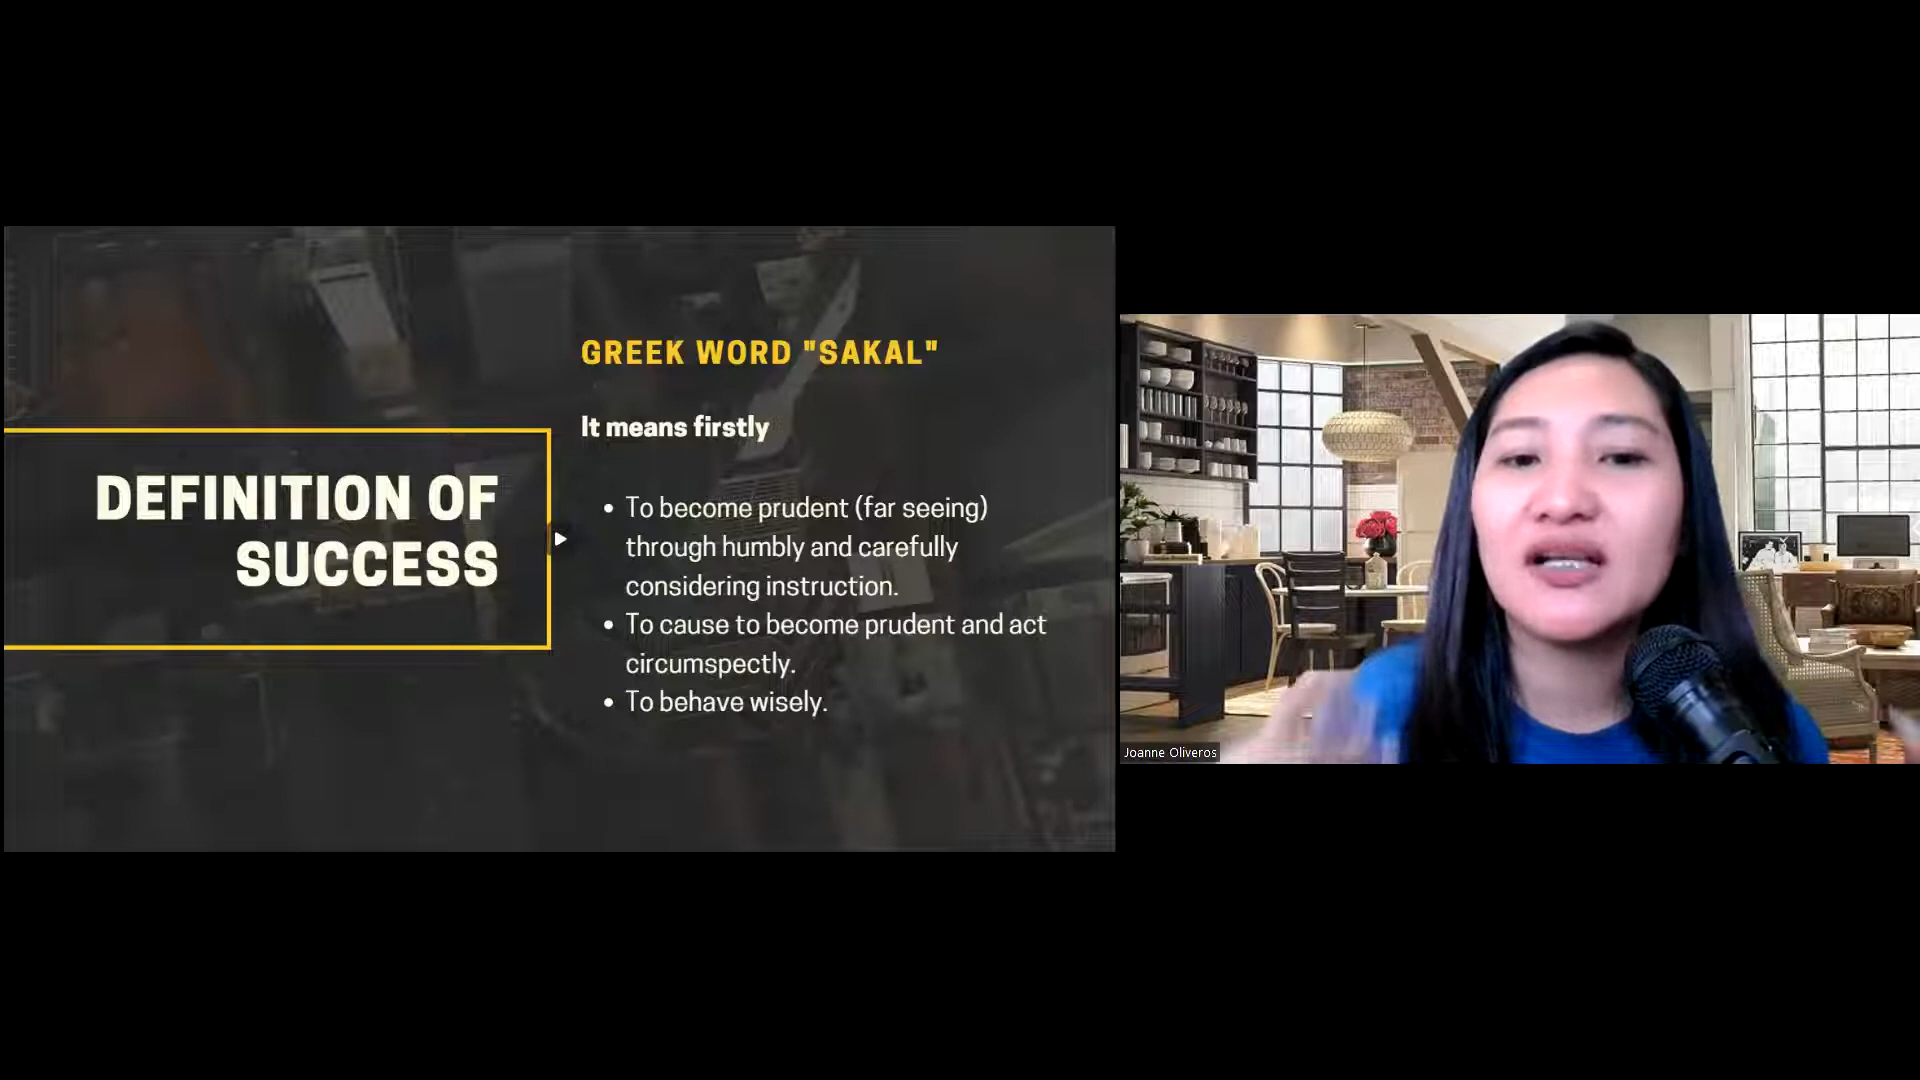 DEFINITION OF
SUCCESS
GREEK WORD "SAKAL"
It means firstly
• To become prudent (far seeing)
through humbly and carefully
considering instruction.
• To cause to become prudent and act
circumspectly.
• To behave wisely.
Joanne Oliveros